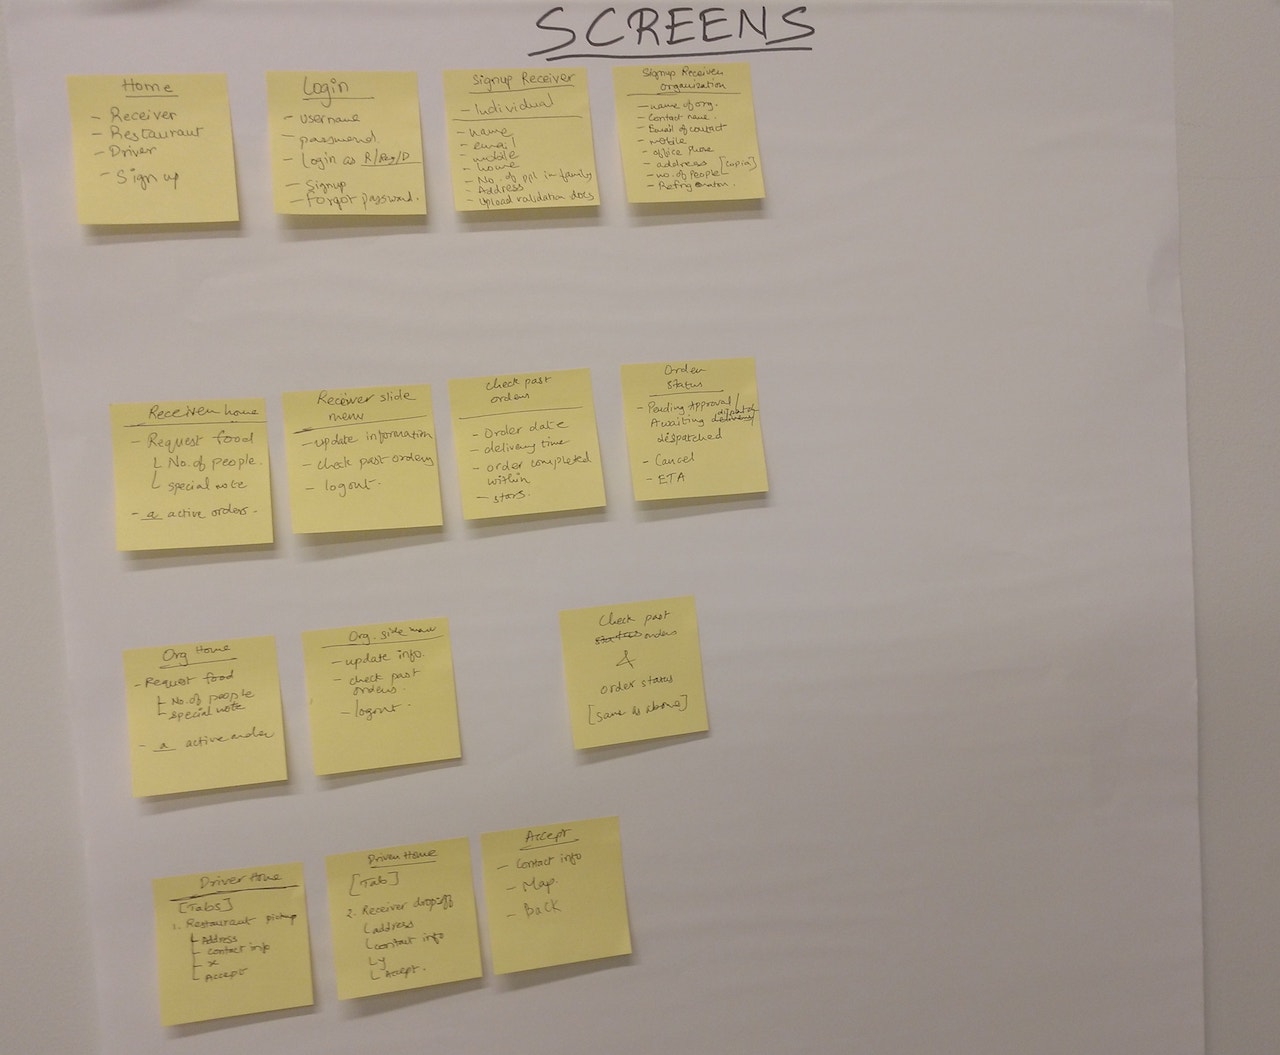 SCREENS
Home
- Receiver
- Restaurant
- Driver
- Sign up
Login
- username
- password
- Login as R/Res/D
- Signup
- Forgot password.
Signup Receiver
- Individual
- name
- email
- mobile
- home
- No. of ppl in family
- Address
- Upload validation docs
Signup Receiver
organization
- name of org.
- Contact name.
- Email of contact
- mobile
- office phone
- address
- no. of People
Receiver home
- Request food
No. of people.
special note
- a active orders.
Receiver slide
menu
- update information
- check past orders
- logout.
check past
orders
- Order date
- delivery time
- order completed
within
- stars.
Order
Status
- Pending Approval/
Awaiting delivery
dispatched
- Cancel
- ETA
Org Home
- Request food
No. of people
special note
- a active order
Org. side menu
- update info.
- check past
orders.
- logout.
Check past
status orders
&
order status
[same as above]
Driver Home
[Tabs]
1. Restaurant pickup
Address
contact info
x
Accept
Driver Home
[Tab]
2. Receiver dropoff
address
contact info
y
Accept.
Accept
- Contact info
- Map.
- Back